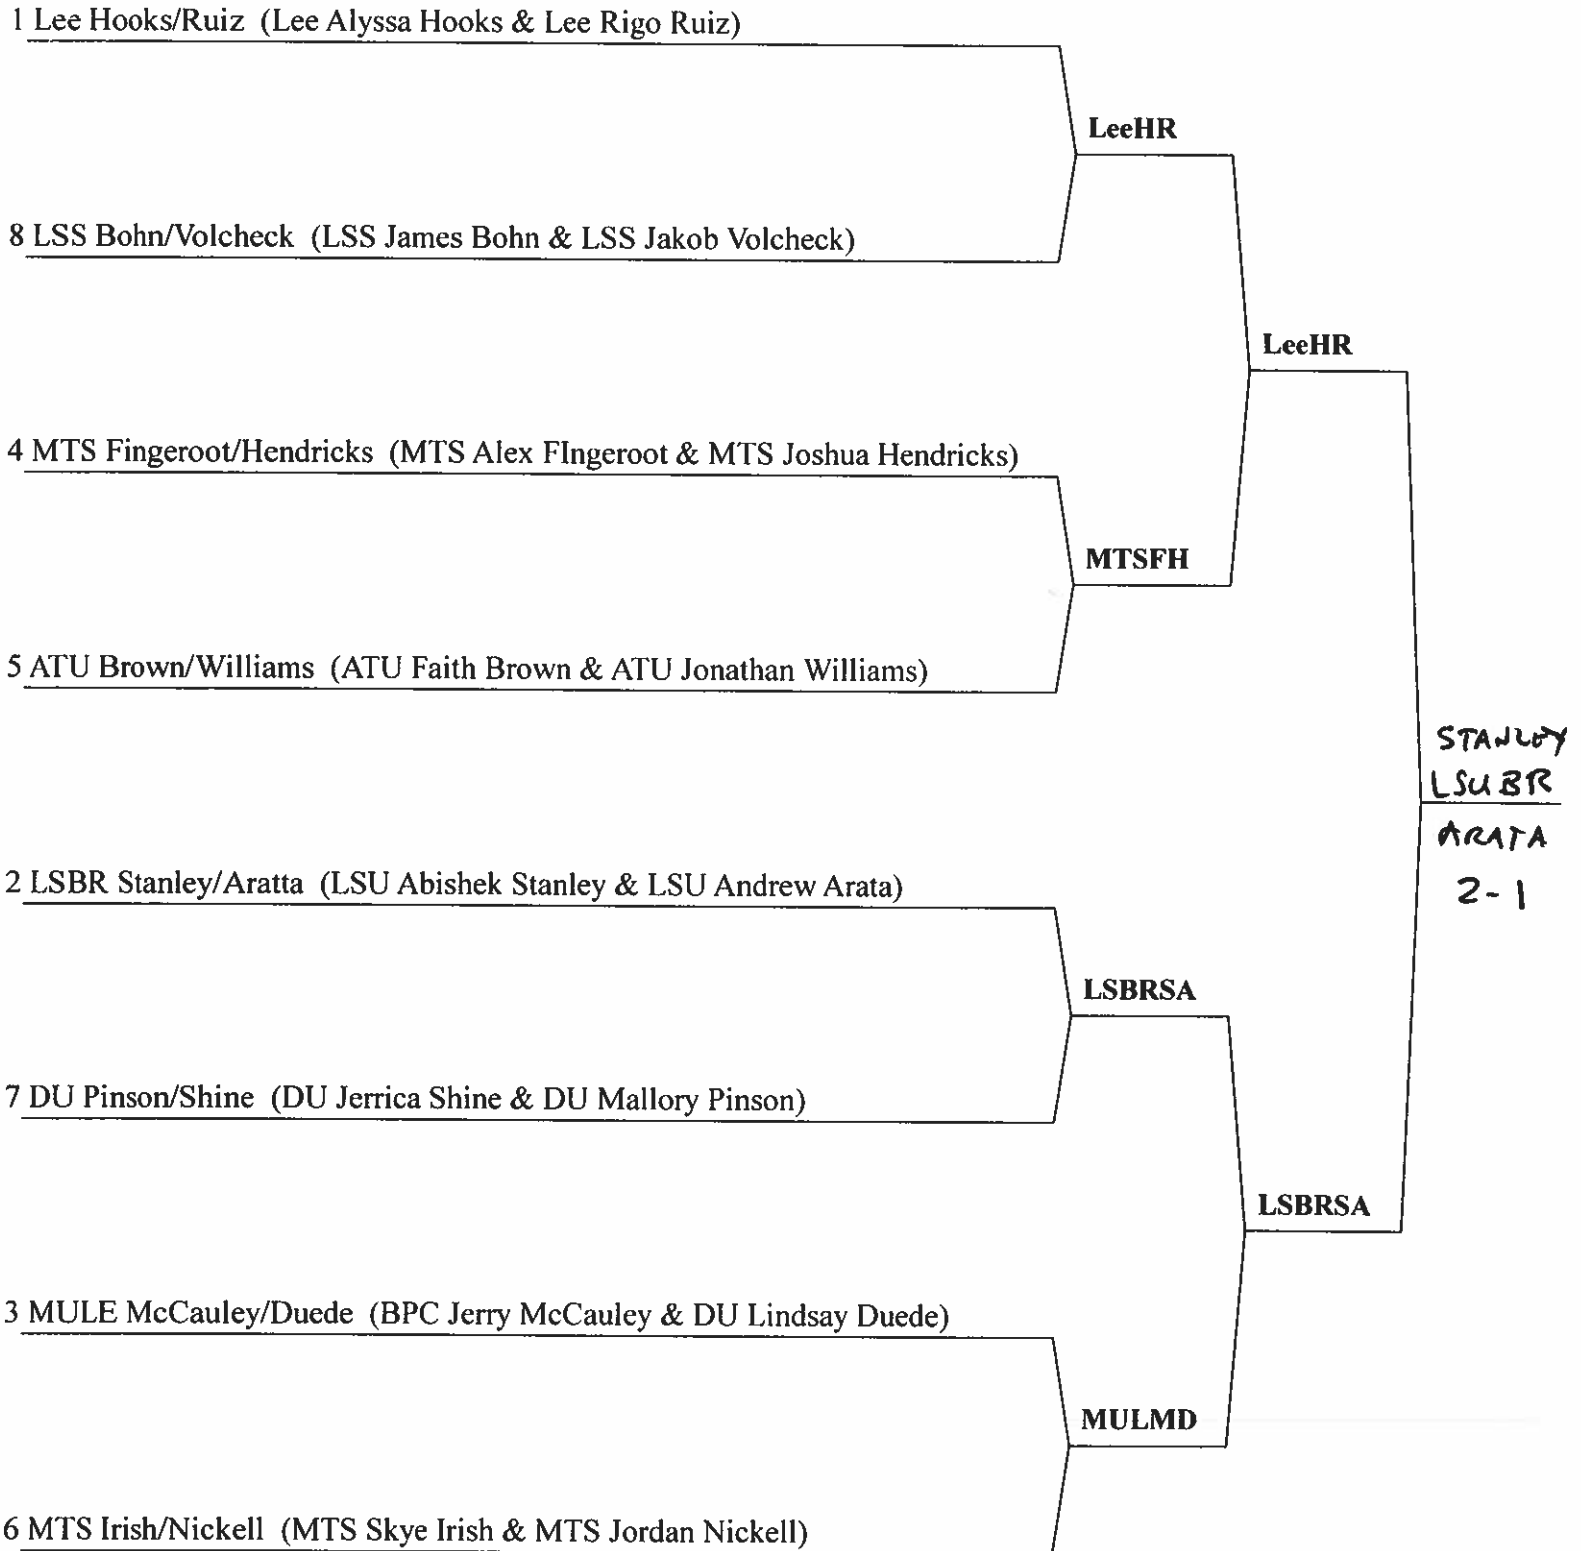 1 Lee Hooks/Ruiz (Lee Alyssa Hooks & Lee Rigo Ruiz)
LeeHR
8 LSS Bohn/Volcheck (LSS James Bohn & LSS Jakob Volcheck)
LeeHR
4 MTS Fingeroot/Hendricks (MTS Alex FIngeroot & MTS Joshua Hendricks)
MTSFH
5 ATU Brown/Williams (ATU Faith Brown & ATU Jonathan Williams)
STANLEY
LSUBR
ARATA
2-1
2 LSBR Stanley/Aratta (LSU Abishek Stanley & LSU Andrew Arata)
LSBRSA
7 DU Pinson/Shine (DU Jerrica Shine & DU Mallory Pinson)
LSBRSA
3 MULE McCauley/Duede (BPC Jerry McCauley & DU Lindsay Duede)
MULMD
6 MTS Irish/Nickell (MTS Skye Irish & MTS Jordan Nickell)